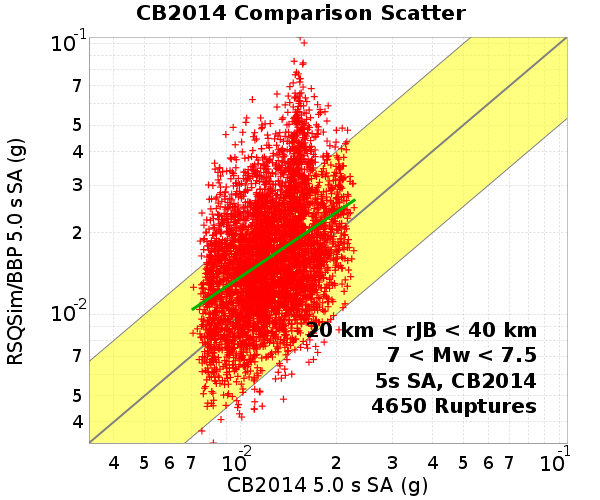 CB2014 Comparison Scatter
10-1
7
5
4
3
2
10-2
7
5
4
RSQSim/BBP 5.0 s SA (g)
20 km < rJB < 40 km
7 < Mw < 7.5
5s SA, CB2014
4650 Ruptures
4 5 6 7 10-2 2 3 4 5 6 7 10-1
CB2014 5.0 s SA (g)